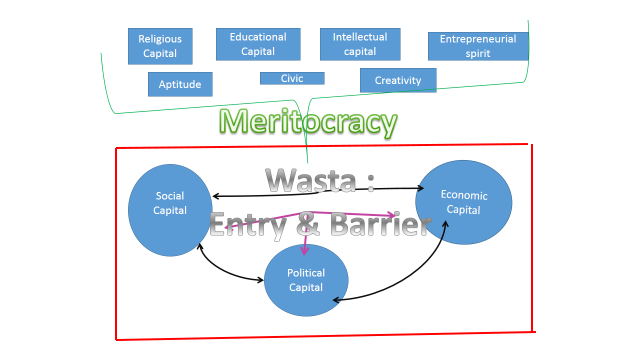 Religious
Capital
Educational
Capital
Intellectual
capital
Entrepreneurial
spirit
Aptitude
Civic
Creativity
Meritocracy
Wasta :
Entry & Barrier
Social
Capital
Economic
Capital
Political
Capital